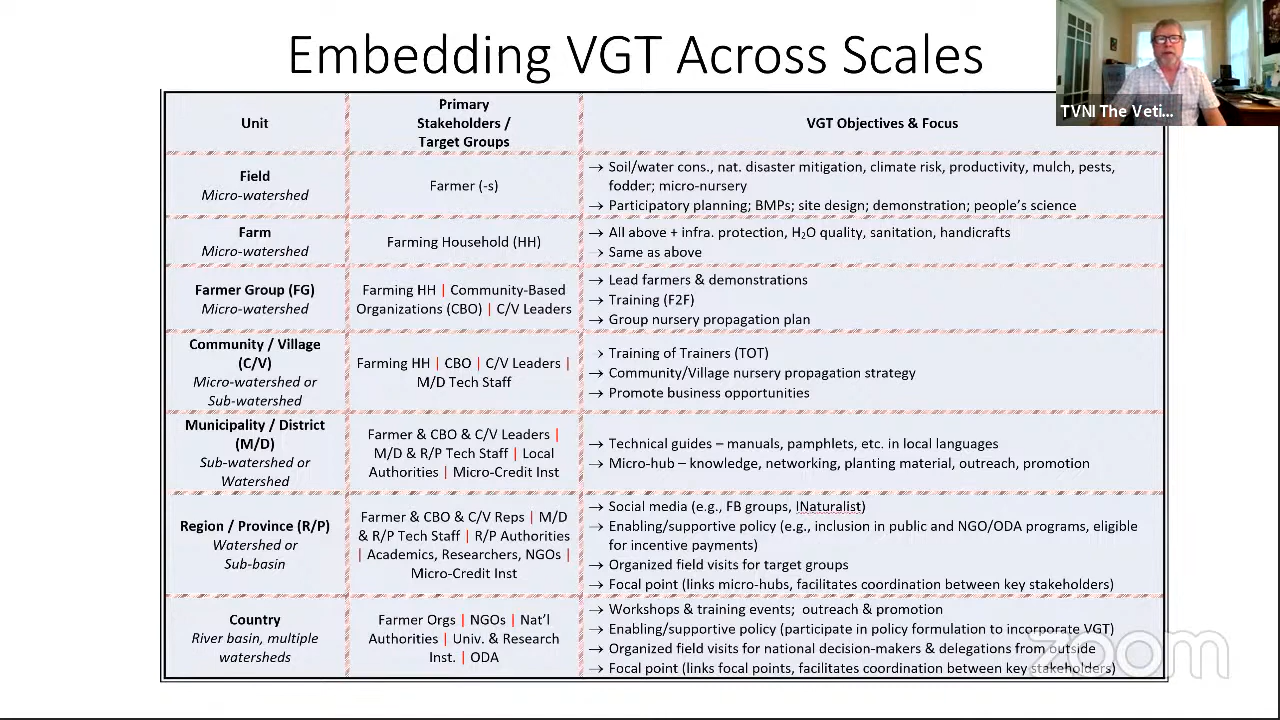 Embedding VGT Across Scales
TVNI The Veti...
Unit
Primary
Stakeholders /
Target Groups
VGT Objectives & Focus
Field
Micro-watershed
Farmer (-s)
→ Soil/water cons., nat. disaster mitigation, climate risk, productivity, mulch, pests,
fodder; micro-nursery
→ Participatory planning; BMPs; site design; demonstration; people's science
Farm
Micro-watershed
Farming Household (HH)
→ All above + infra. protection, H₂O quality, sanitation, handicrafts
→ Same as above
Farmer Group (FG)
Micro-watershed
Farming HH | Community-Based
Organizations (CBO) | C/V Leaders
→ Lead farmers & demonstrations
→ Training (F2F)
→ Group nursery propagation plan
Community / Village
(C/V)
Micro-watershed or
Sub-watershed
Farming HH | CBO | C/V Leaders |
M/D Tech Staff
→ Training of Trainers (TOT)
→ Community/Village nursery propagation strategy
→ Promote business opportunities
Municipality / District
(M/D)
Sub-watershed or
Watershed
Farmer & CBO & C/V Leaders |
M/D & R/P Tech Staff | Local
Authorities | Micro-Credit Inst
→ Technical guides – manuals, pamphlets, etc. in local languages
→ Micro-hub – knowledge, networking, planting material, outreach, promotion
Region / Province (R/P)
Watershed or
Sub-basin
Farmer & CBO & C/V Reps | M/D
& R/P Tech Staff | R/P Authorities
| Academics, Researchers, NGOs |
Micro-Credit Inst
→ Social media (e.g., FB groups, INaturalist)
→ Enabling/supportive policy (e.g., inclusion in public and NGO/ODA programs, eligible
for incentive payments)
→ Organized field visits for target groups
→ Focal point (links micro-hubs, facilitates coordination between key stakeholders)
Country
River basin, multiple
watersheds
Farmer Orgs | NGOs | Nat'l
Authorities | Univ. & Research
Inst. | ODA
→ Workshops & training events; outreach & promotion
→ Enabling/supportive policy (participate in policy formulation to incorporate VGT)
→ Organized field visits for national decision-makers & delegations from outside
→ Focal point (links focal points, facilitates coordination between key stakeholders)
zoom